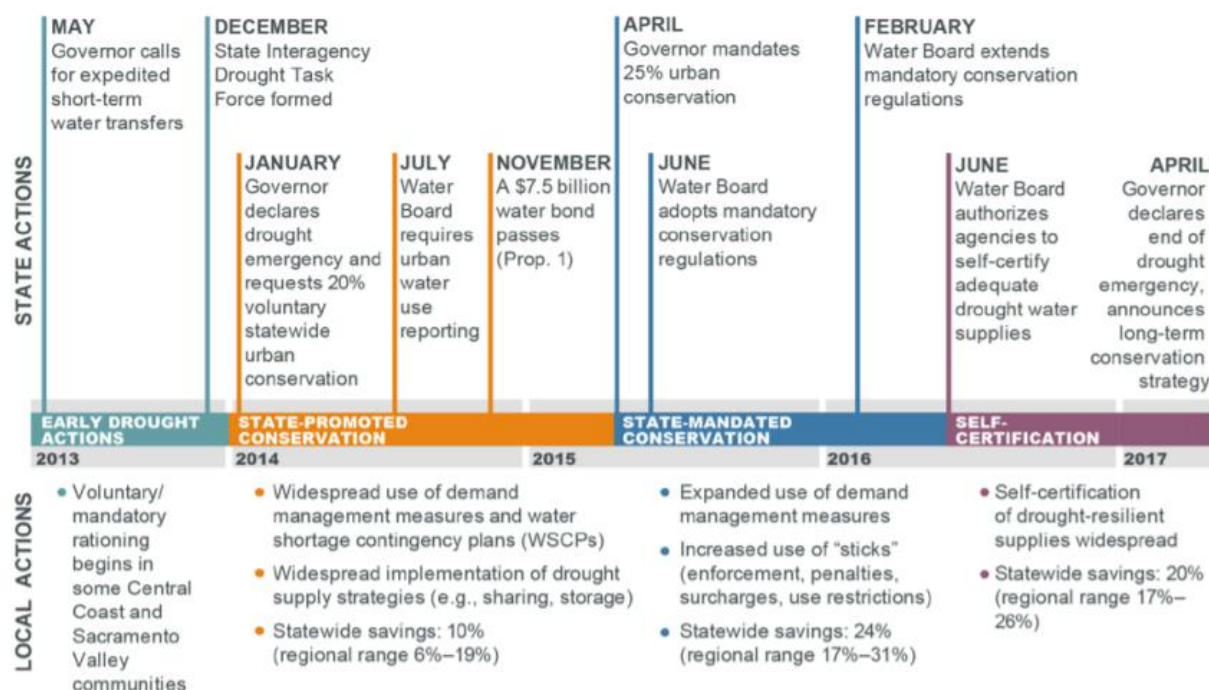 STATE ACTIONS
MAY
Governor calls
for expedited
short-term
water transfers
DECEMBER
State Interagency
Drought Task
Force formed
APRIL
Governor mandates
25% urban
conservation
FEBRUARY
Water Board extends
mandatory conservation
regulations
JANUARY
Governor
declares
drought
emergency and
requests 20%
voluntary
statewide
urban
conservation
JULY
Water
Board
requires
urban
water
use
reporting
NOVEMBER
A $7.5 billion
water bond
passes
(Prop. 1)
JUNE
Water Board
adopts mandatory
conservation
regulations
JUNE
Water Board
authorizes
agencies to
self-certify
adequate
drought water
supplies
APRIL
Governor
declares
end of
drought
emergency,
announces
long-term
conservation
strategy
EARLY DROUGHT
ACTIONS
STATE-PROMOTED
CONSERVATION
STATE-MANDATED
CONSERVATION
SELF-
CERTIFICATION
2013
2014
2015
2016
2017
LOCAL ACTIONS
• Voluntary/
mandatory
rationing
begins in
some Central
Coast and
Sacramento
Valley
communities
• Widespread use of demand
management measures and water
shortage contingency plans (WSCPs)
• Widespread implementation of drought
supply strategies (e.g., sharing, storage)
• Statewide savings: 10%
(regional range 6%–19%)
• Expanded use of demand
management measures
• Increased use of “sticks”
(enforcement, penalties,
surcharges, use restrictions)
• Statewide savings: 24%
(regional range 17%–31%)
• Self-certification
of drought-resilient
supplies widespread
• Statewide savings: 20%
(regional range 17%–
26%)